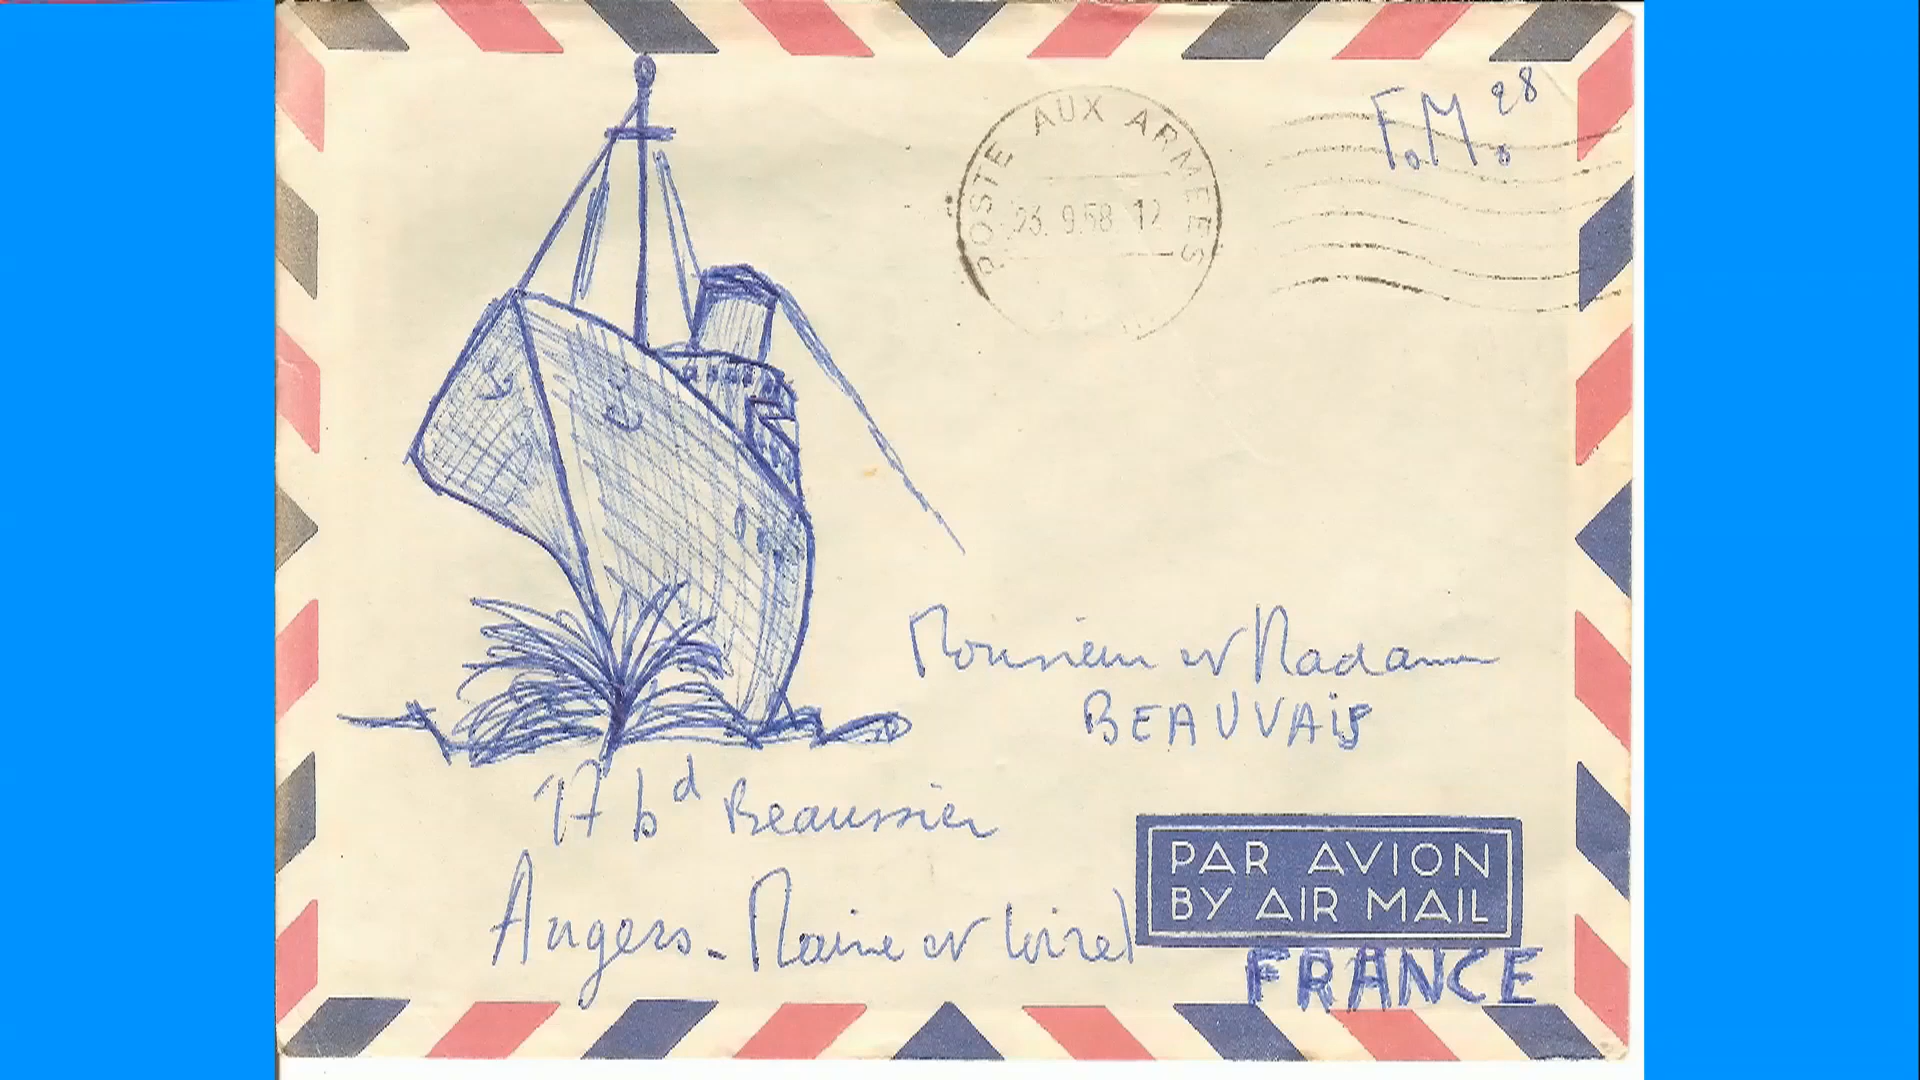 F.M. 28
POSTE AUX ARMEES
23. 9.58 12
Monsieur et Madame
BEAUVAIS
17 bd Beaussier
Angers - Maine et Loire)
PAR AVION
BY AIR MAIL
FRANCE